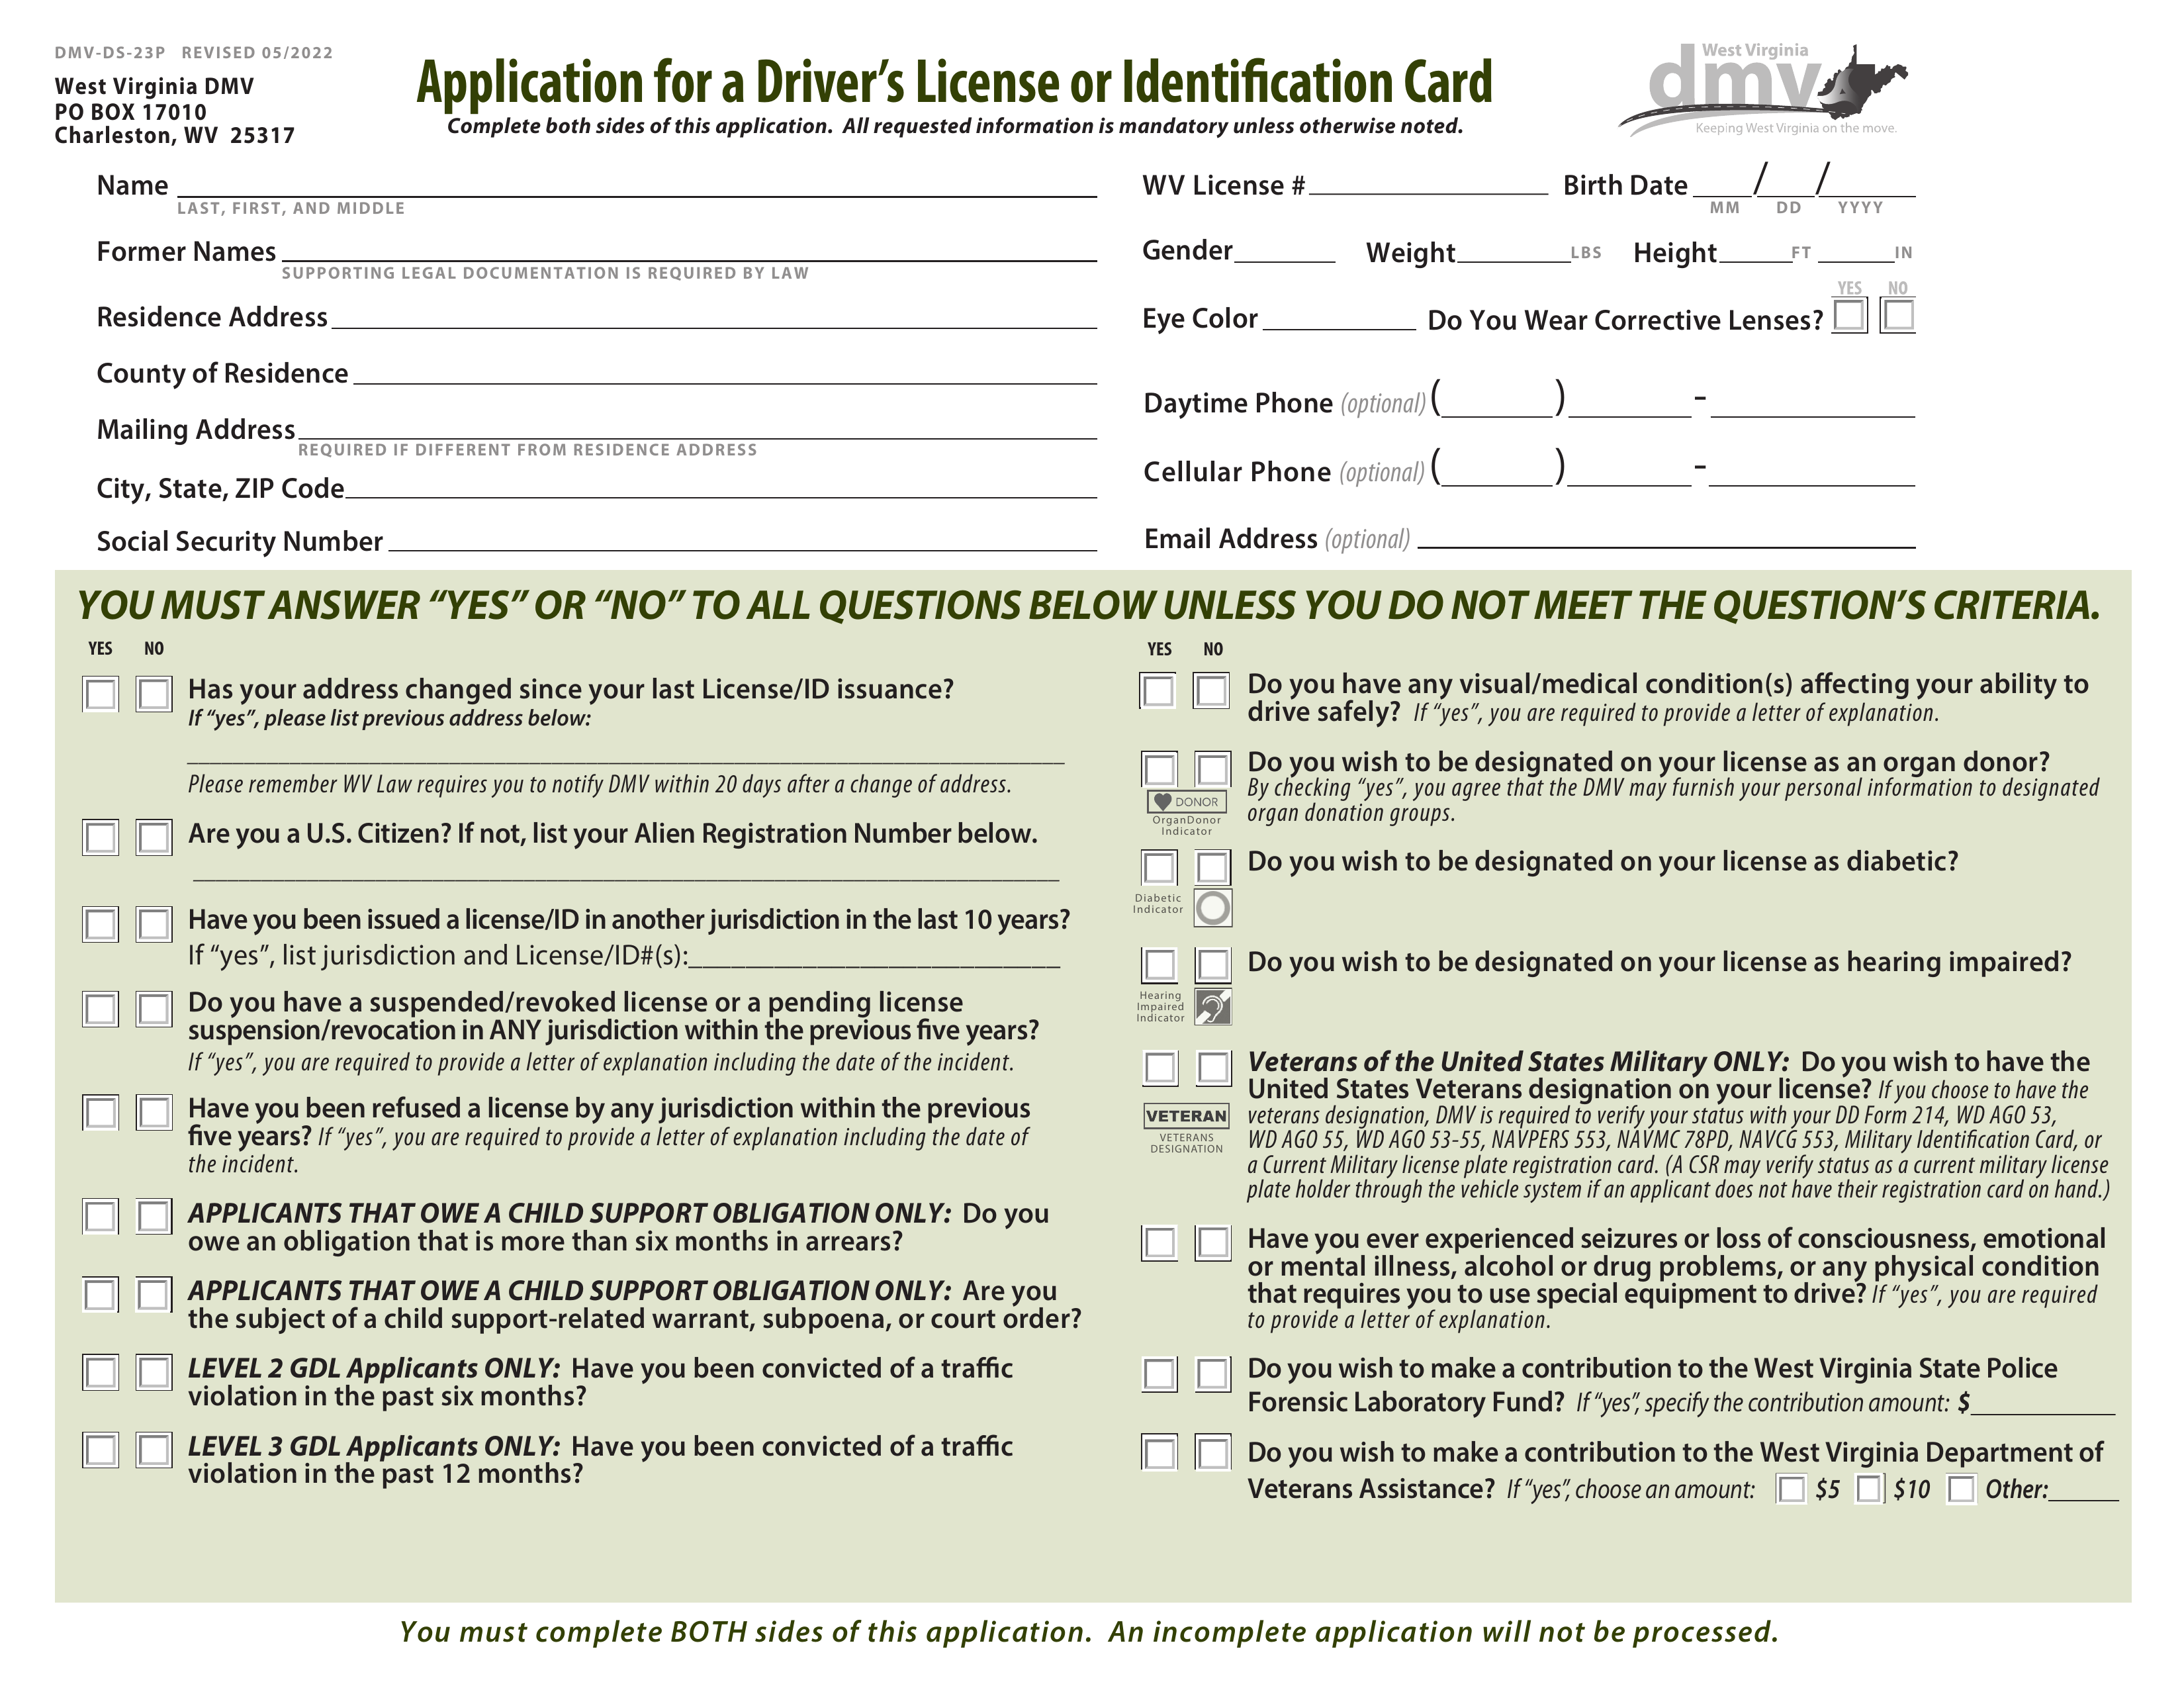 DMV-DS-23P REVISED 05/2022
West Virginia DMV
PO BOX 17010
Charleston, WV 25317
Application for a Driver's License or Identification Card
Complete both sides of this application. All requested information is mandatory unless otherwise noted.
West Virginia
dmv
Keeping West Virginia on the move.
Name
LAST, FIRST, AND MIDDLE
Former Names
SUPPORTING LEGAL DOCUMENTATION IS REQUIRED BY LAW
Residence Address
County of Residence
Mailing Address
REQUIRED IF DIFFERENT FROM RESIDENCE ADDRESS
City, State, ZIP Code
Social Security Number
WV License # Birth Date / /
MM DD YYYY
Gender Weight LBS Height FT IN
YES NO
Eye Color Do You Wear Corrective Lenses?
Daytime Phone (optional) ( ) -
Cellular Phone (optional) ( ) -
Email Address (optional)
YOU MUST ANSWER “YES” OR “NO” TO ALL QUESTIONS BELOW UNLESS YOU DO NOT MEET THE QUESTION’S CRITERIA.
YES NO
Has your address changed since your last License/ID issuance?
If “yes”, please list previous address below:
Please remember WV Law requires you to notify DMV within 20 days after a change of address.
Are you a U.S. Citizen? If not, list your Alien Registration Number below.
Have you been issued a license/ID in another jurisdiction in the last 10 years?
If “yes”, list jurisdiction and License/ID#(s):
Do you have a suspended/revoked license or a pending license
suspension/revocation in ANY jurisdiction within the previous five years?
If “yes”, you are required to provide a letter of explanation including the date of the incident.
Have you been refused a license by any jurisdiction within the previous
five years? If “yes”, you are required to provide a letter of explanation including the date of
the incident.
APPLICANTS THAT OWE A CHILD SUPPORT OBLIGATION ONLY: Do you
owe an obligation that is more than six months in arrears?
APPLICANTS THAT OWE A CHILD SUPPORT OBLIGATION ONLY: Are you
the subject of a child support-related warrant, subpoena, or court order?
LEVEL 2 GDL Applicants ONLY: Have you been convicted of a traffic
violation in the past six months?
LEVEL 3 GDL Applicants ONLY: Have you been convicted of a traffic
violation in the past 12 months?
YES NO
Do you have any visual/medical condition(s) affecting your ability to
drive safely? If “yes”, you are required to provide a letter of explanation.
Do you wish to be designated on your license as an organ donor?
By checking “yes”, you agree that the DMV may furnish your personal information to designated
organ donation groups.
DONOR
OrganDonor
Indicator
Do you wish to be designated on your license as diabetic?
Diabetic
Indicator
Do you wish to be designated on your license as hearing impaired?
Hearing
Impaired
Indicator
Veterans of the United States Military ONLY: Do you wish to have the
United States Veterans designation on your license? If you choose to have the
veterans designation, DMV is required to verify your status with your DD Form 214, WD AGO 53,
WD AGO 55, WD AGO 53-55, NAVPERS 553, NAVMC 78PD, NAVCG 553, Military Identification Card, or
a Current Military license plate registration card. (A CSR may verify status as a current military license
plate holder through the vehicle system if an applicant does not have their registration card on hand.)
VETERAN
VETERANS
DESIGNATION
Have you ever experienced seizures or loss of consciousness, emotional
or mental illness, alcohol or drug problems, or any physical condition
that requires you to use special equipment to drive? If “yes”, you are required
to provide a letter of explanation.
Do you wish to make a contribution to the West Virginia State Police
Forensic Laboratory Fund? If “yes”, specify the contribution amount: $
Do you wish to make a contribution to the West Virginia Department of
Veterans Assistance? If “yes”, choose an amount: $5 $10 Other:
You must complete BOTH sides of this application. An incomplete application will not be processed.